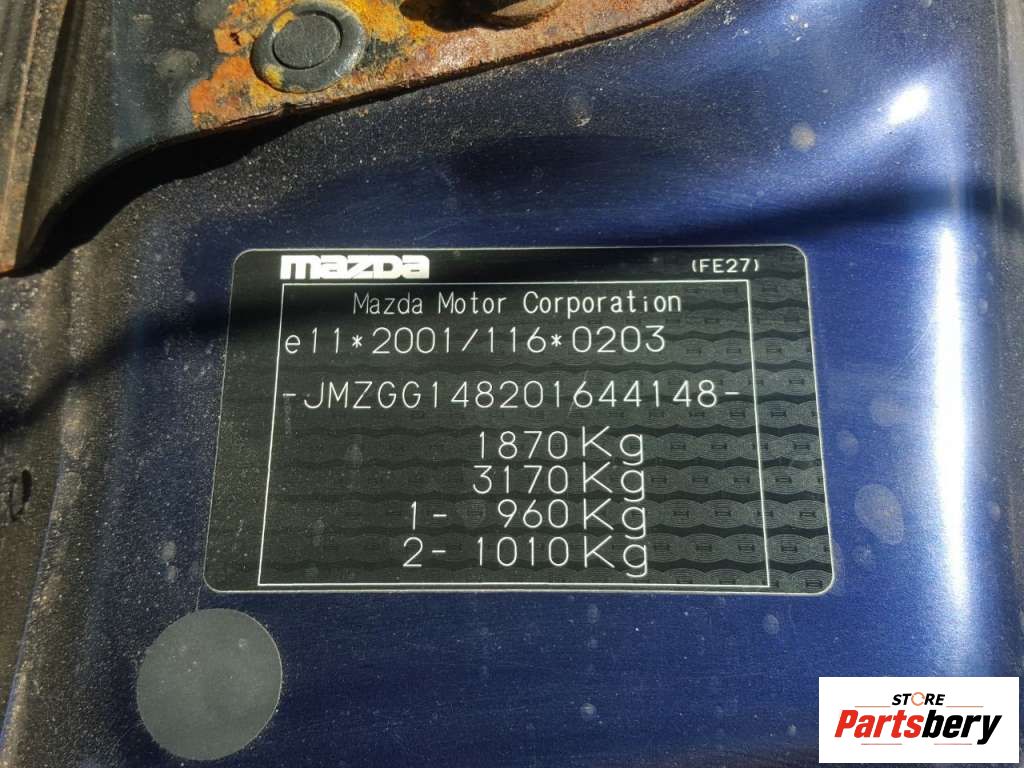 mazda
(FE27)
Mazda Motor Corporation
e11*2001/116*0203
-JMZGG148201644148-
1870Kg
3170Kg
1- 960Kg
2- 1010Kg
STORE
Partsbery